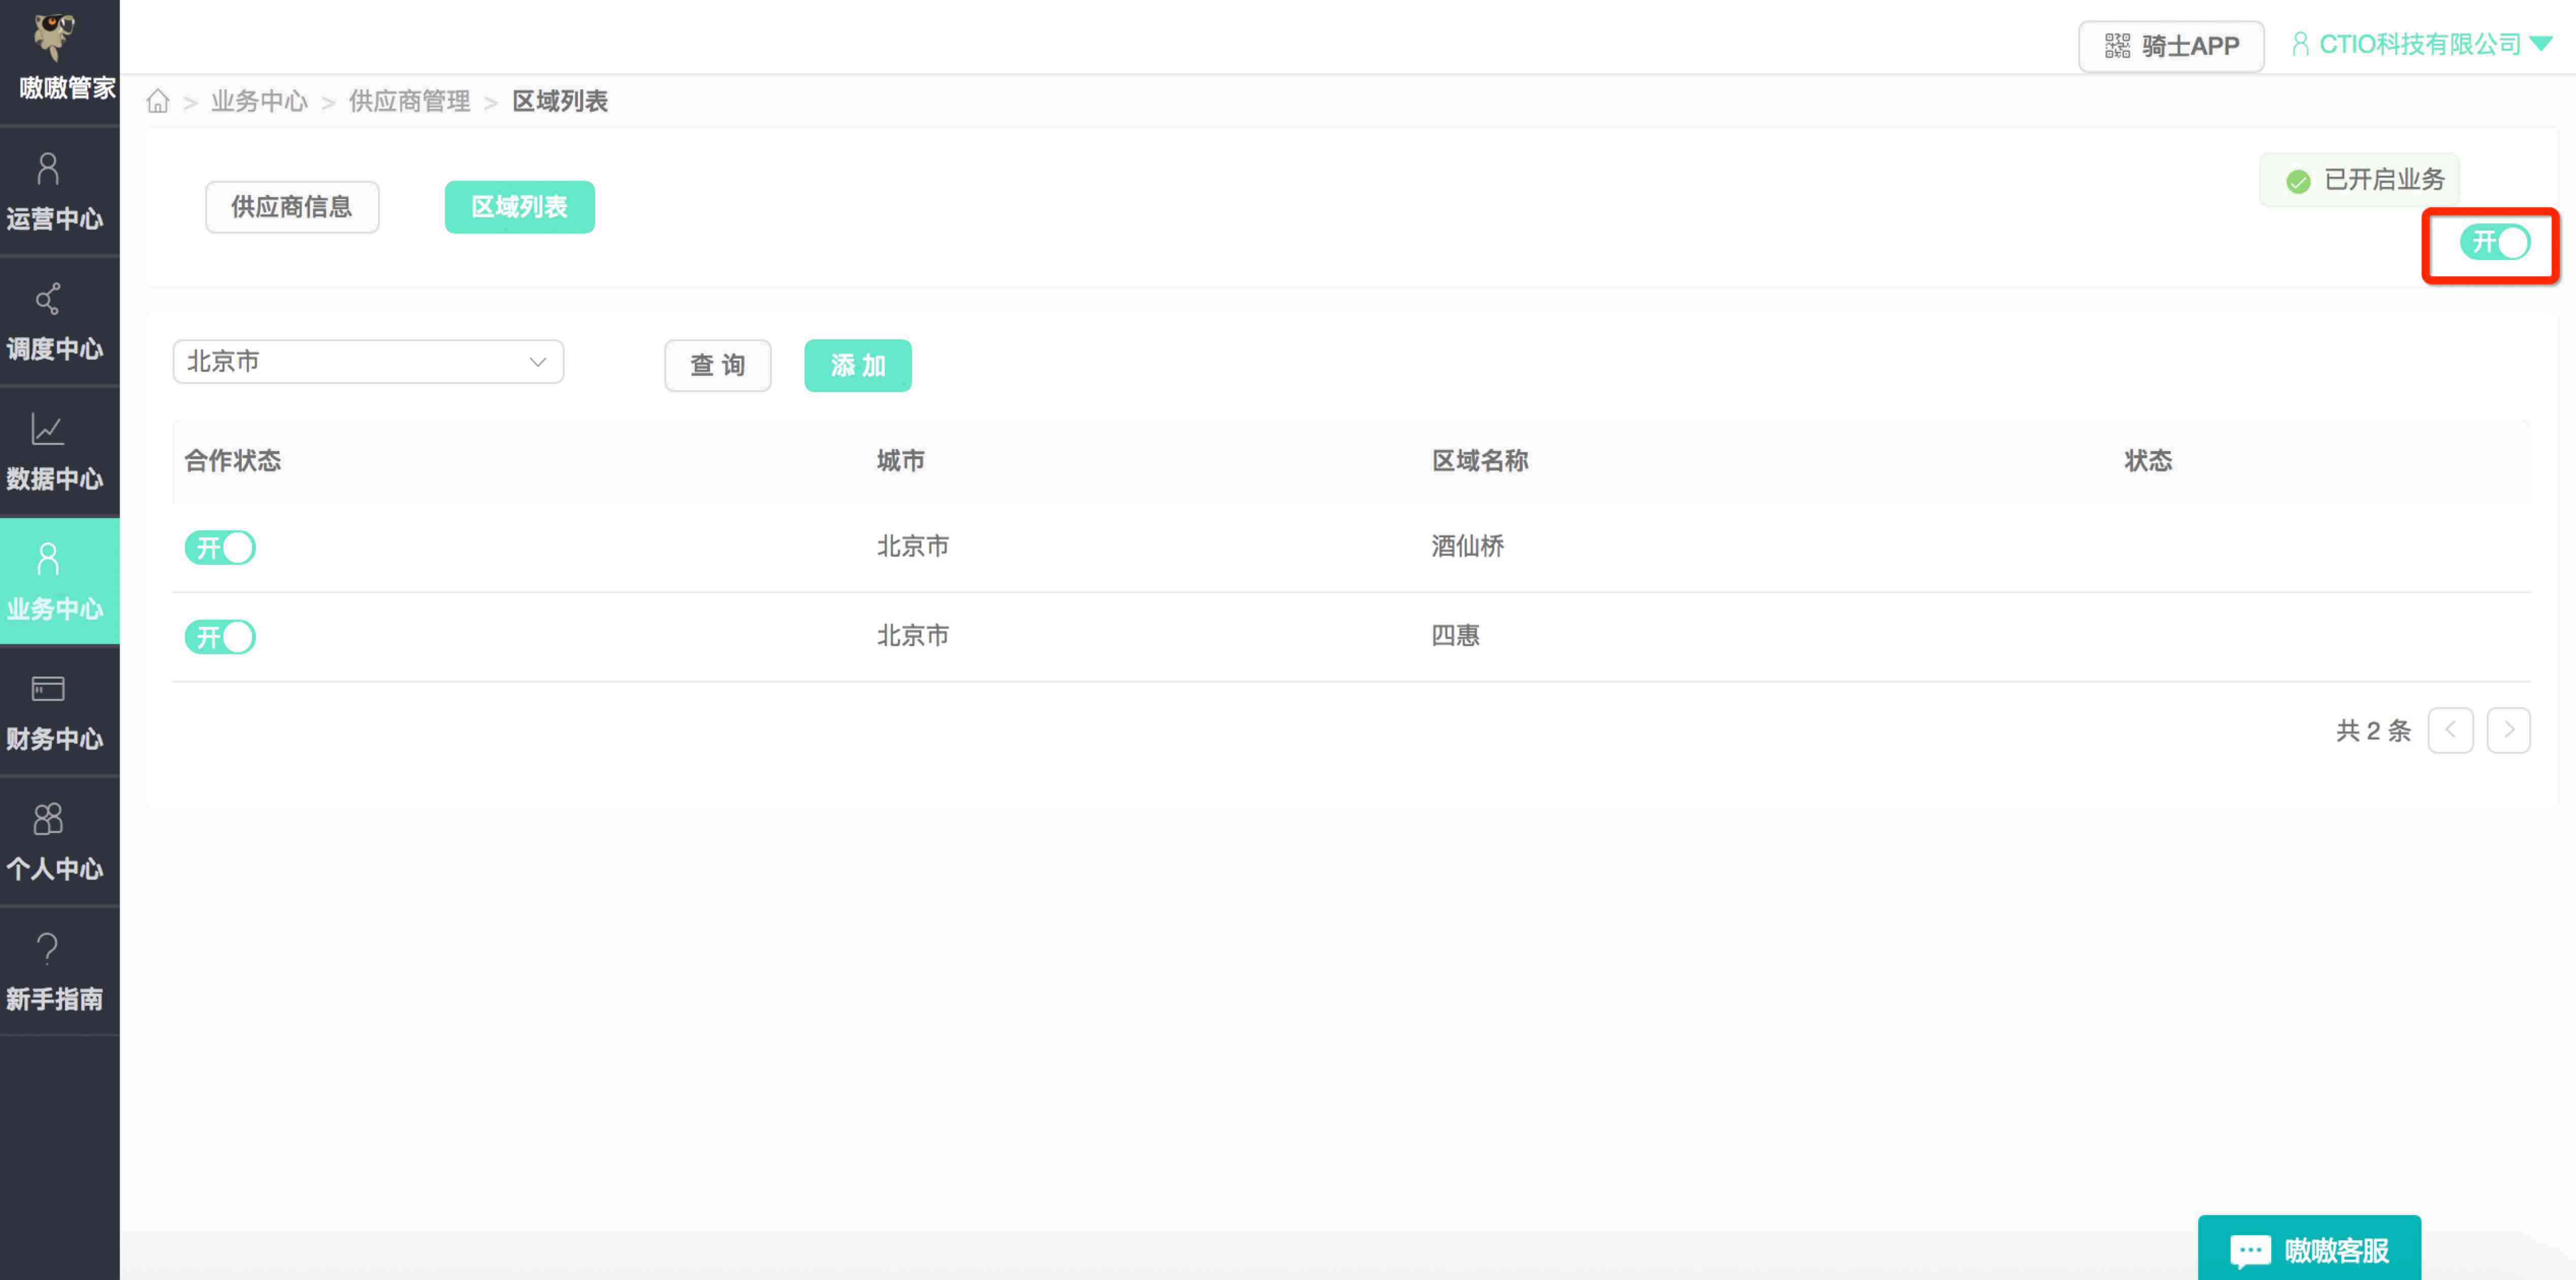 嗷嗷管家
骑士APP
CTIO科技有限公司
> 业务中心 > 供应商管理 > 区域列表
运营中心
调度中心
数据中心
业务中心
财务中心
个人中心
新手指南
供应商信息
区域列表
已开启业务
开
北京市
查 询
添 加
合作状态 城市 区域名称 状态
开 北京市 酒仙桥
开 北京市 四惠
共 2 条 < >
嗷嗷客服